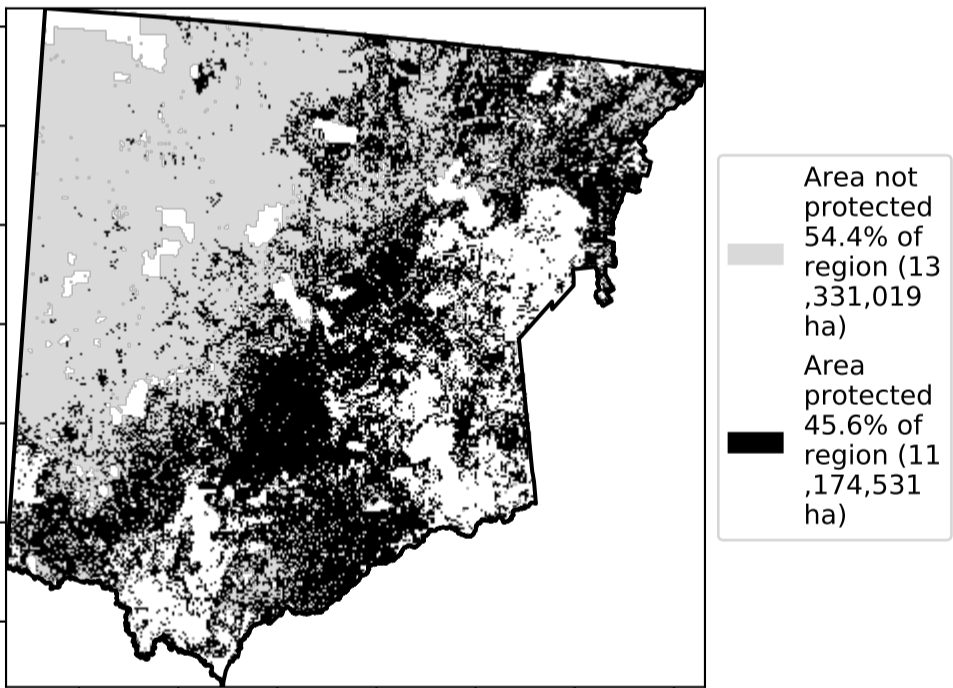 Area not
protected
54.4% of
region (13
,331,019
ha)
Area
protected
45.6% of
region (11
,174,531
ha)